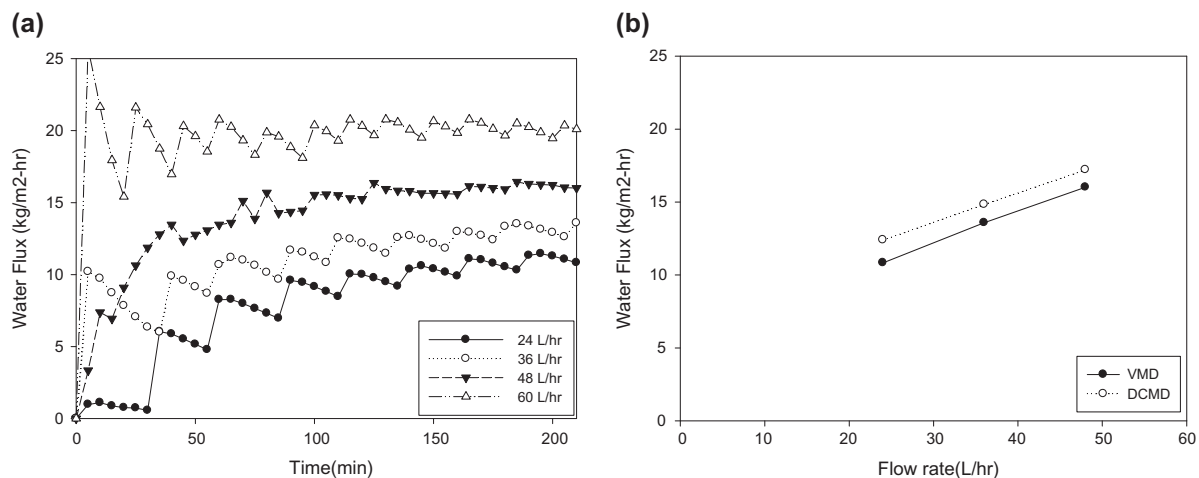 (a)
25
20
15
10
5
0
Water Flux (kg/m2-hr)
0 50 100 150 200
Time(min)
24 L/hr
36 L/hr
48 L/hr
60 L/hr
(b)
25
20
15
10
5
0
Water Flux (kg/m2-hr)
0 10 20 30 40 50 60
Flow rate(L/hr)
VMD
DCMD